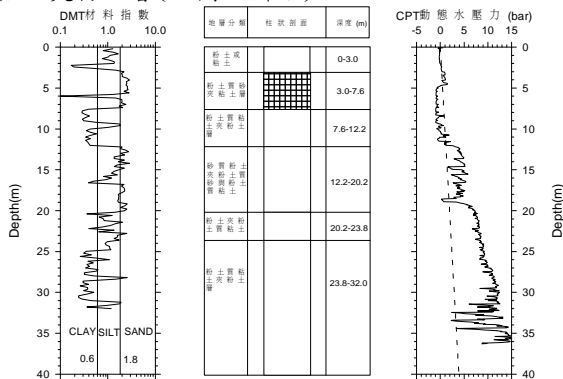 DMT材料指數
0.1 1.0 10.0
0
5
10
15
20
25
30
35
40
Depth(m)
CLAY SILT SAND
0.6 1.8
地層分類 柱狀剖面 深度 (m)
粉土或
粘土
0-3.0
粉土質砂
夾粘土層
3.0-7.6
粉土質粘
土夾粉土
層
7.6-12.2
砂質粉土
夾粉土質
砂與粉土
質粘土
12.2-20.2
粉土夾粉
土質粘土
20.2-23.8
粉土質粘
土夾粉土
層
23.8-32.0
CPT動態水壓力 (bar)
-5 0 5 10 15
0
5
10
15
20
25
30
35
40
Depth(m)